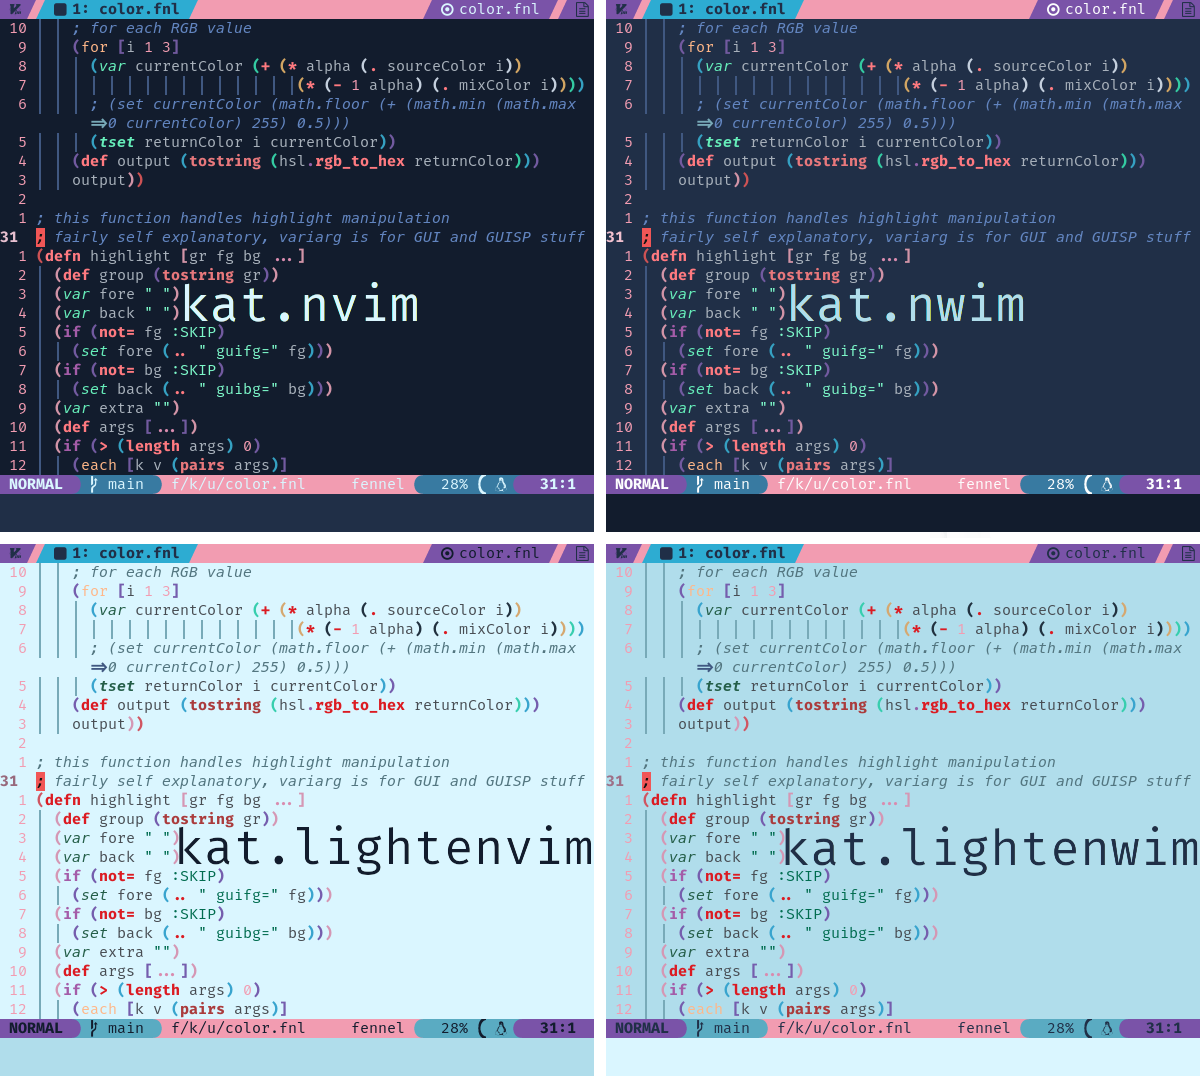 1: color.fnl color.fnl
10 ; for each RGB value
9 (for [i 1 3]
8 (var currentColor (+ (* alpha (. sourceColor i))
7 (* (- 1 alpha) (. mixColor i))))
6 ; (set currentColor (math.floor (+ (math.min (math.max
⇒0 currentColor) 255) 0.5)))
5 (tset returnColor i currentColor))
4 (def output (tostring (hsl.rgb_to_hex returnColor)))
3 output))
2
1 ; this function handles highlight manipulation
31 ; fairly self explanatory, variarg is for GUI and GUISP stuff
1 (defn highlight [gr fg bg ...]
2 (def group (tostring gr))
3 (var fore " ")
4 (var back " ")
kat.nvim
5 (if (not= fg :SKIP)
6 (set fore (.. " guifg=" fg)))
7 (if (not= bg :SKIP)
8 (set back (.. " guibg=" bg)))
9 (var extra "")
10 (def args [...])
11 (if (> (length args) 0)
12 (each [k v (pairs args)]
NORMAL main f/k/u/color.fnl fennel 28% 31:1
1: color.fnl color.fnl
10 ; for each RGB value
9 (for [i 1 3]
8 (var currentColor (+ (* alpha (. sourceColor i))
7 (* (- 1 alpha) (. mixColor i))))
6 ; (set currentColor (math.floor (+ (math.min (math.max
⇒0 currentColor) 255) 0.5)))
5 (tset returnColor i currentColor))
4 (def output (tostring (hsl.rgb_to_hex returnColor)))
3 output))
2
1 ; this function handles highlight manipulation
31 ; fairly self explanatory, variarg is for GUI and GUISP stuff
1 (defn highlight [gr fg bg ...]
2 (def group (tostring gr))
3 (var fore " ")
4 (var back " ")
kat.nwim
5 (if (not= fg :SKIP)
6 (set fore (.. " guifg=" fg)))
7 (if (not= bg :SKIP)
8 (set back (.. " guibg=" bg)))
9 (var extra "")
10 (def args [...])
11 (if (> (length args) 0)
12 (each [k v (pairs args)]
NORMAL main f/k/u/color.fnl fennel 28% 31:1
1: color.fnl color.fnl
10 ; for each RGB value
9 (for [i 1 3]
8 (var currentColor (+ (* alpha (. sourceColor i))
7 (* (- 1 alpha) (. mixColor i))))
6 ; (set currentColor (math.floor (+ (math.min (math.max
⇒0 currentColor) 255) 0.5)))
5 (tset returnColor i currentColor))
4 (def output (tostring (hsl.rgb_to_hex returnColor)))
3 output))
2
1 ; this function handles highlight manipulation
31 ; fairly self explanatory, variarg is for GUI and GUISP stuff
1 (defn highlight [gr fg bg ...]
2 (def group (tostring gr))
3 (var fore " ")
4 (var back " ")
kat.lightenvim
5 (if (not= fg :SKIP)
6 (set fore (.. " guifg=" fg)))
7 (if (not= bg :SKIP)
8 (set back (.. " guibg=" bg)))
9 (var extra "")
10 (def args [...])
11 (if (> (length args) 0)
12 (each [k v (pairs args)]
NORMAL main f/k/u/color.fnl fennel 28% 31:1
1: color.fnl color.fnl
10 ; for each RGB value
9 (for [i 1 3]
8 (var currentColor (+ (* alpha (. sourceColor i))
7 (* (- 1 alpha) (. mixColor i))))
6 ; (set currentColor (math.floor (+ (math.min (math.max
⇒0 currentColor) 255) 0.5)))
5 (tset returnColor i currentColor))
4 (def output (tostring (hsl.rgb_to_hex returnColor)))
3 output))
2
1 ; this function handles highlight manipulation
31 ; fairly self explanatory, variarg is for GUI and GUISP stuff
1 (defn highlight [gr fg bg ...]
2 (def group (tostring gr))
3 (var fore " ")
4 (var back " ")
kat.lightenwim
5 (if (not= fg :SKIP)
6 (set fore (.. " guifg=" fg)))
7 (if (not= bg :SKIP)
8 (set back (.. " guibg=" bg)))
9 (var extra "")
10 (def args [...])
11 (if (> (length args) 0)
12 (each [k v (pairs args)]
NORMAL main f/k/u/color.fnl fennel 28% 31:1